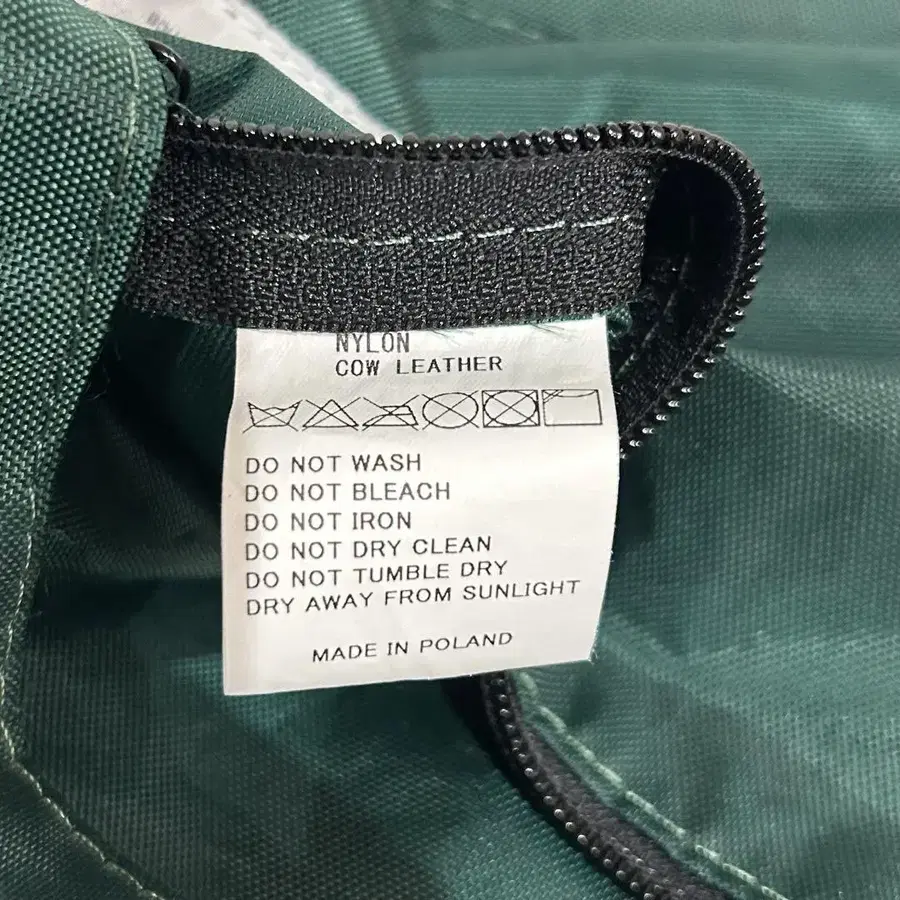 NYLON
COW LEATHER
DO NOT WASH
DO NOT BLEACH
DO NOT IRON
DO NOT DRY CLEAN
DO NOT TUMBLE DRY
DRY AWAY FROM SUNLIGHT
MADE IN POLAND